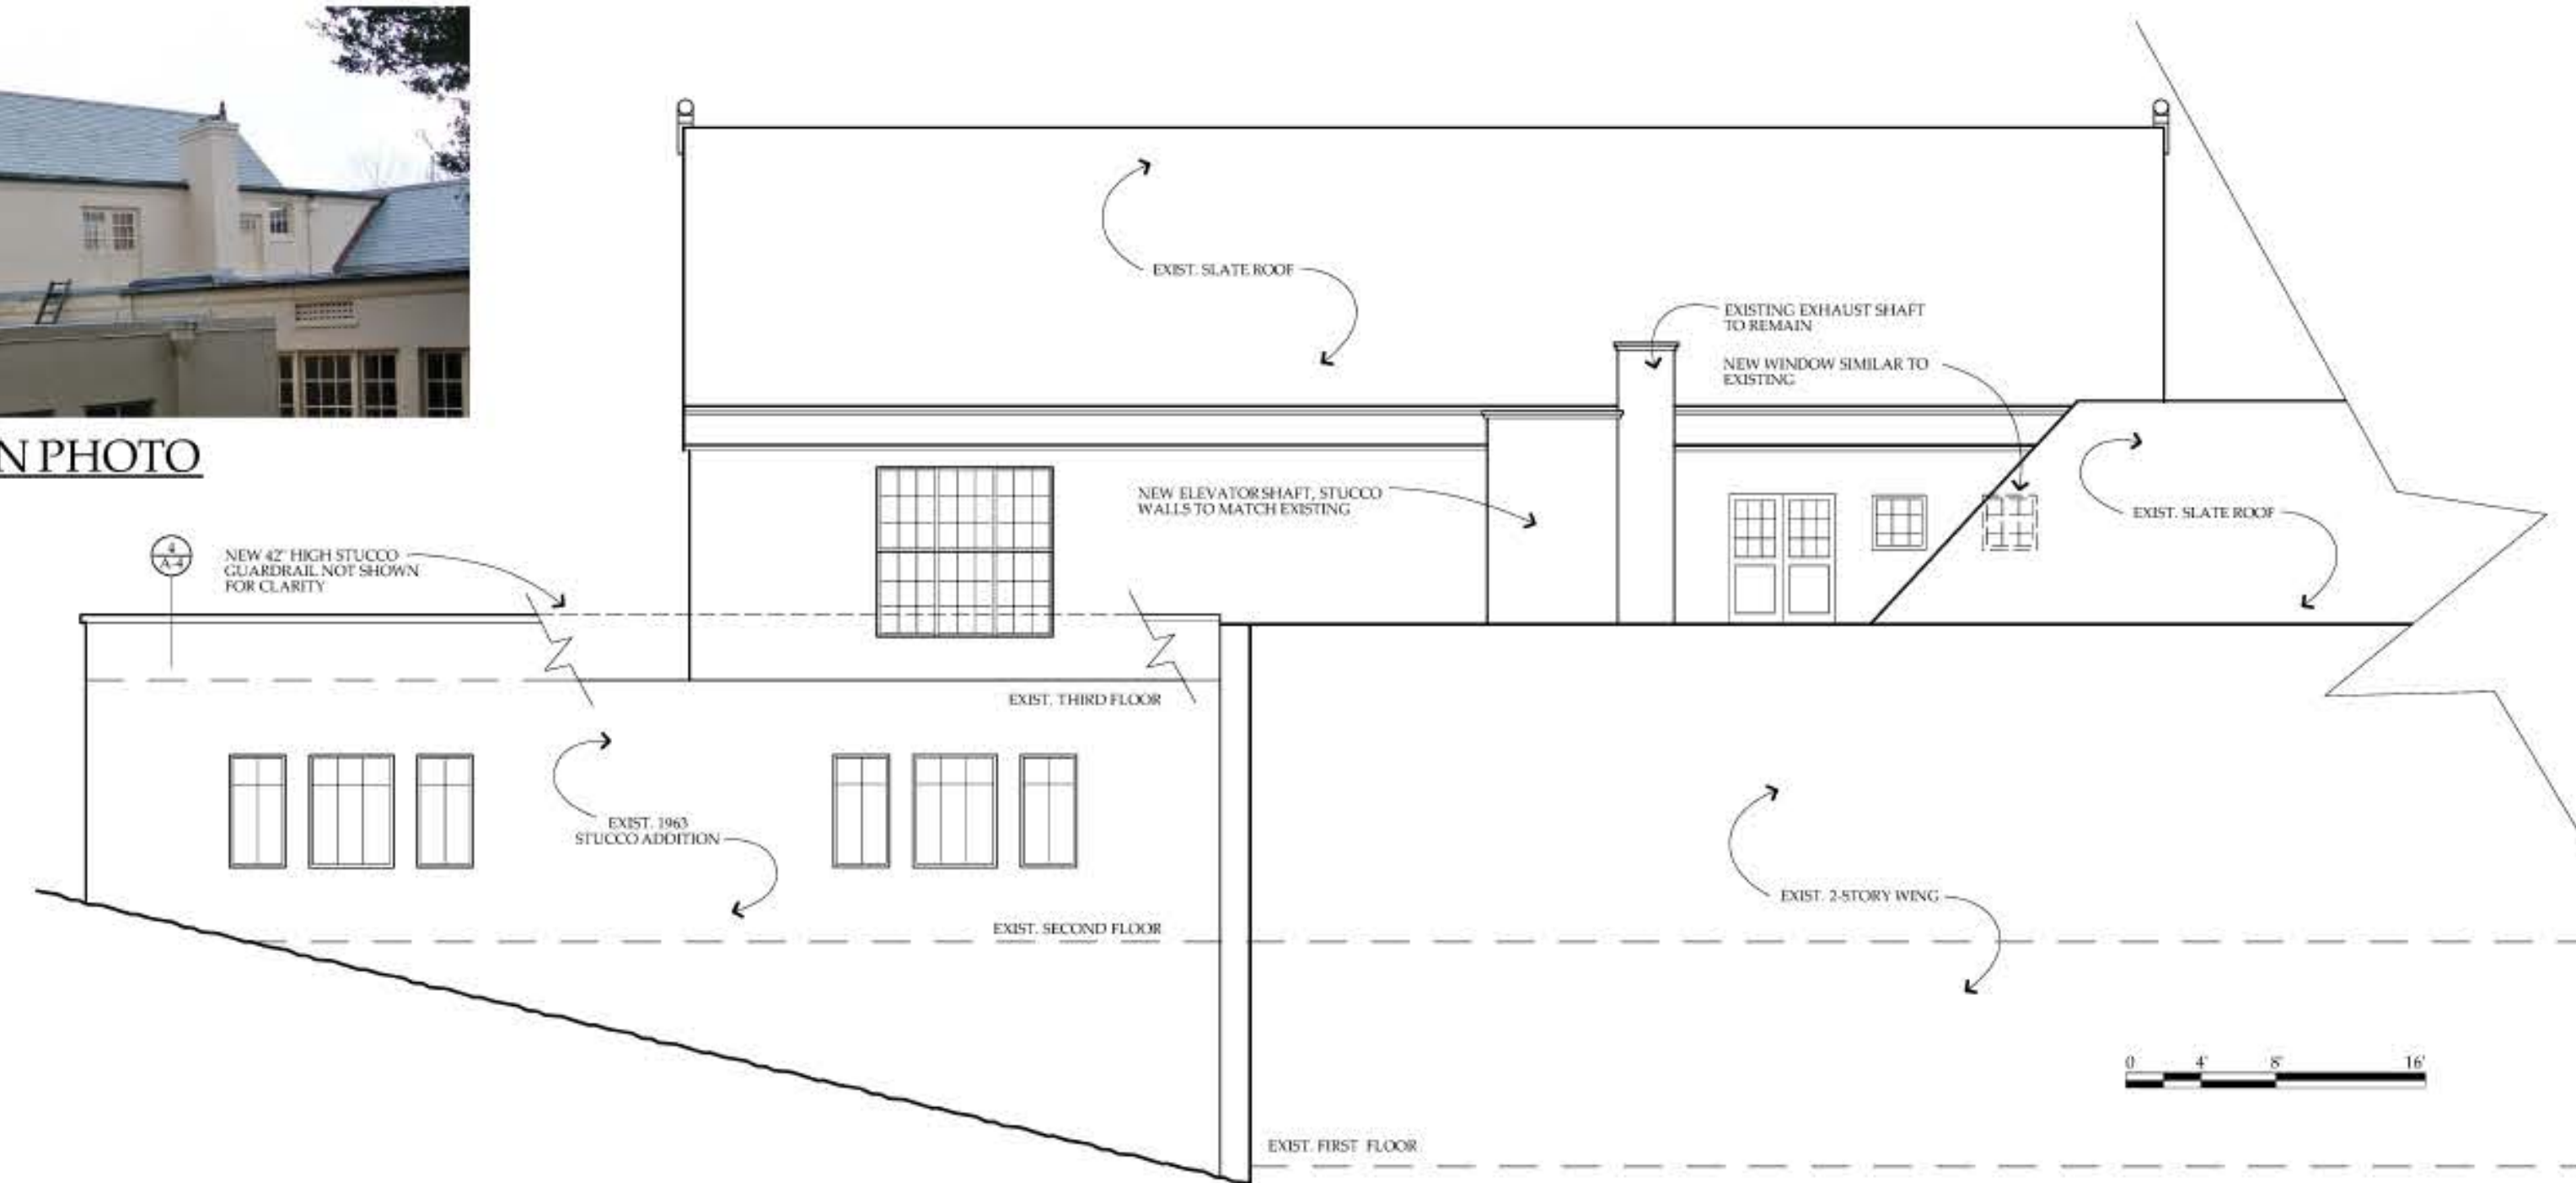 N PHOTO
EXIST. SLATE ROOF
EXISTING EXHAUST SHAFT
TO REMAIN
NEW WINDOW SIMILAR TO
EXISTING
NEW ELEVATOR SHAFT, STUCCO
WALLS TO MATCH EXISTING
EXIST. SLATE ROOF
4
A-4
NEW 42" HIGH STUCCO
GUARDRAIL NOT SHOWN
FOR CLARITY
EXIST. THIRD FLOOR
EXIST. 1963
STUCCO ADDITION
EXIST. 2-STORY WING
EXIST. SECOND FLOOR
0 4' 8' 16'
EXIST. FIRST FLOOR